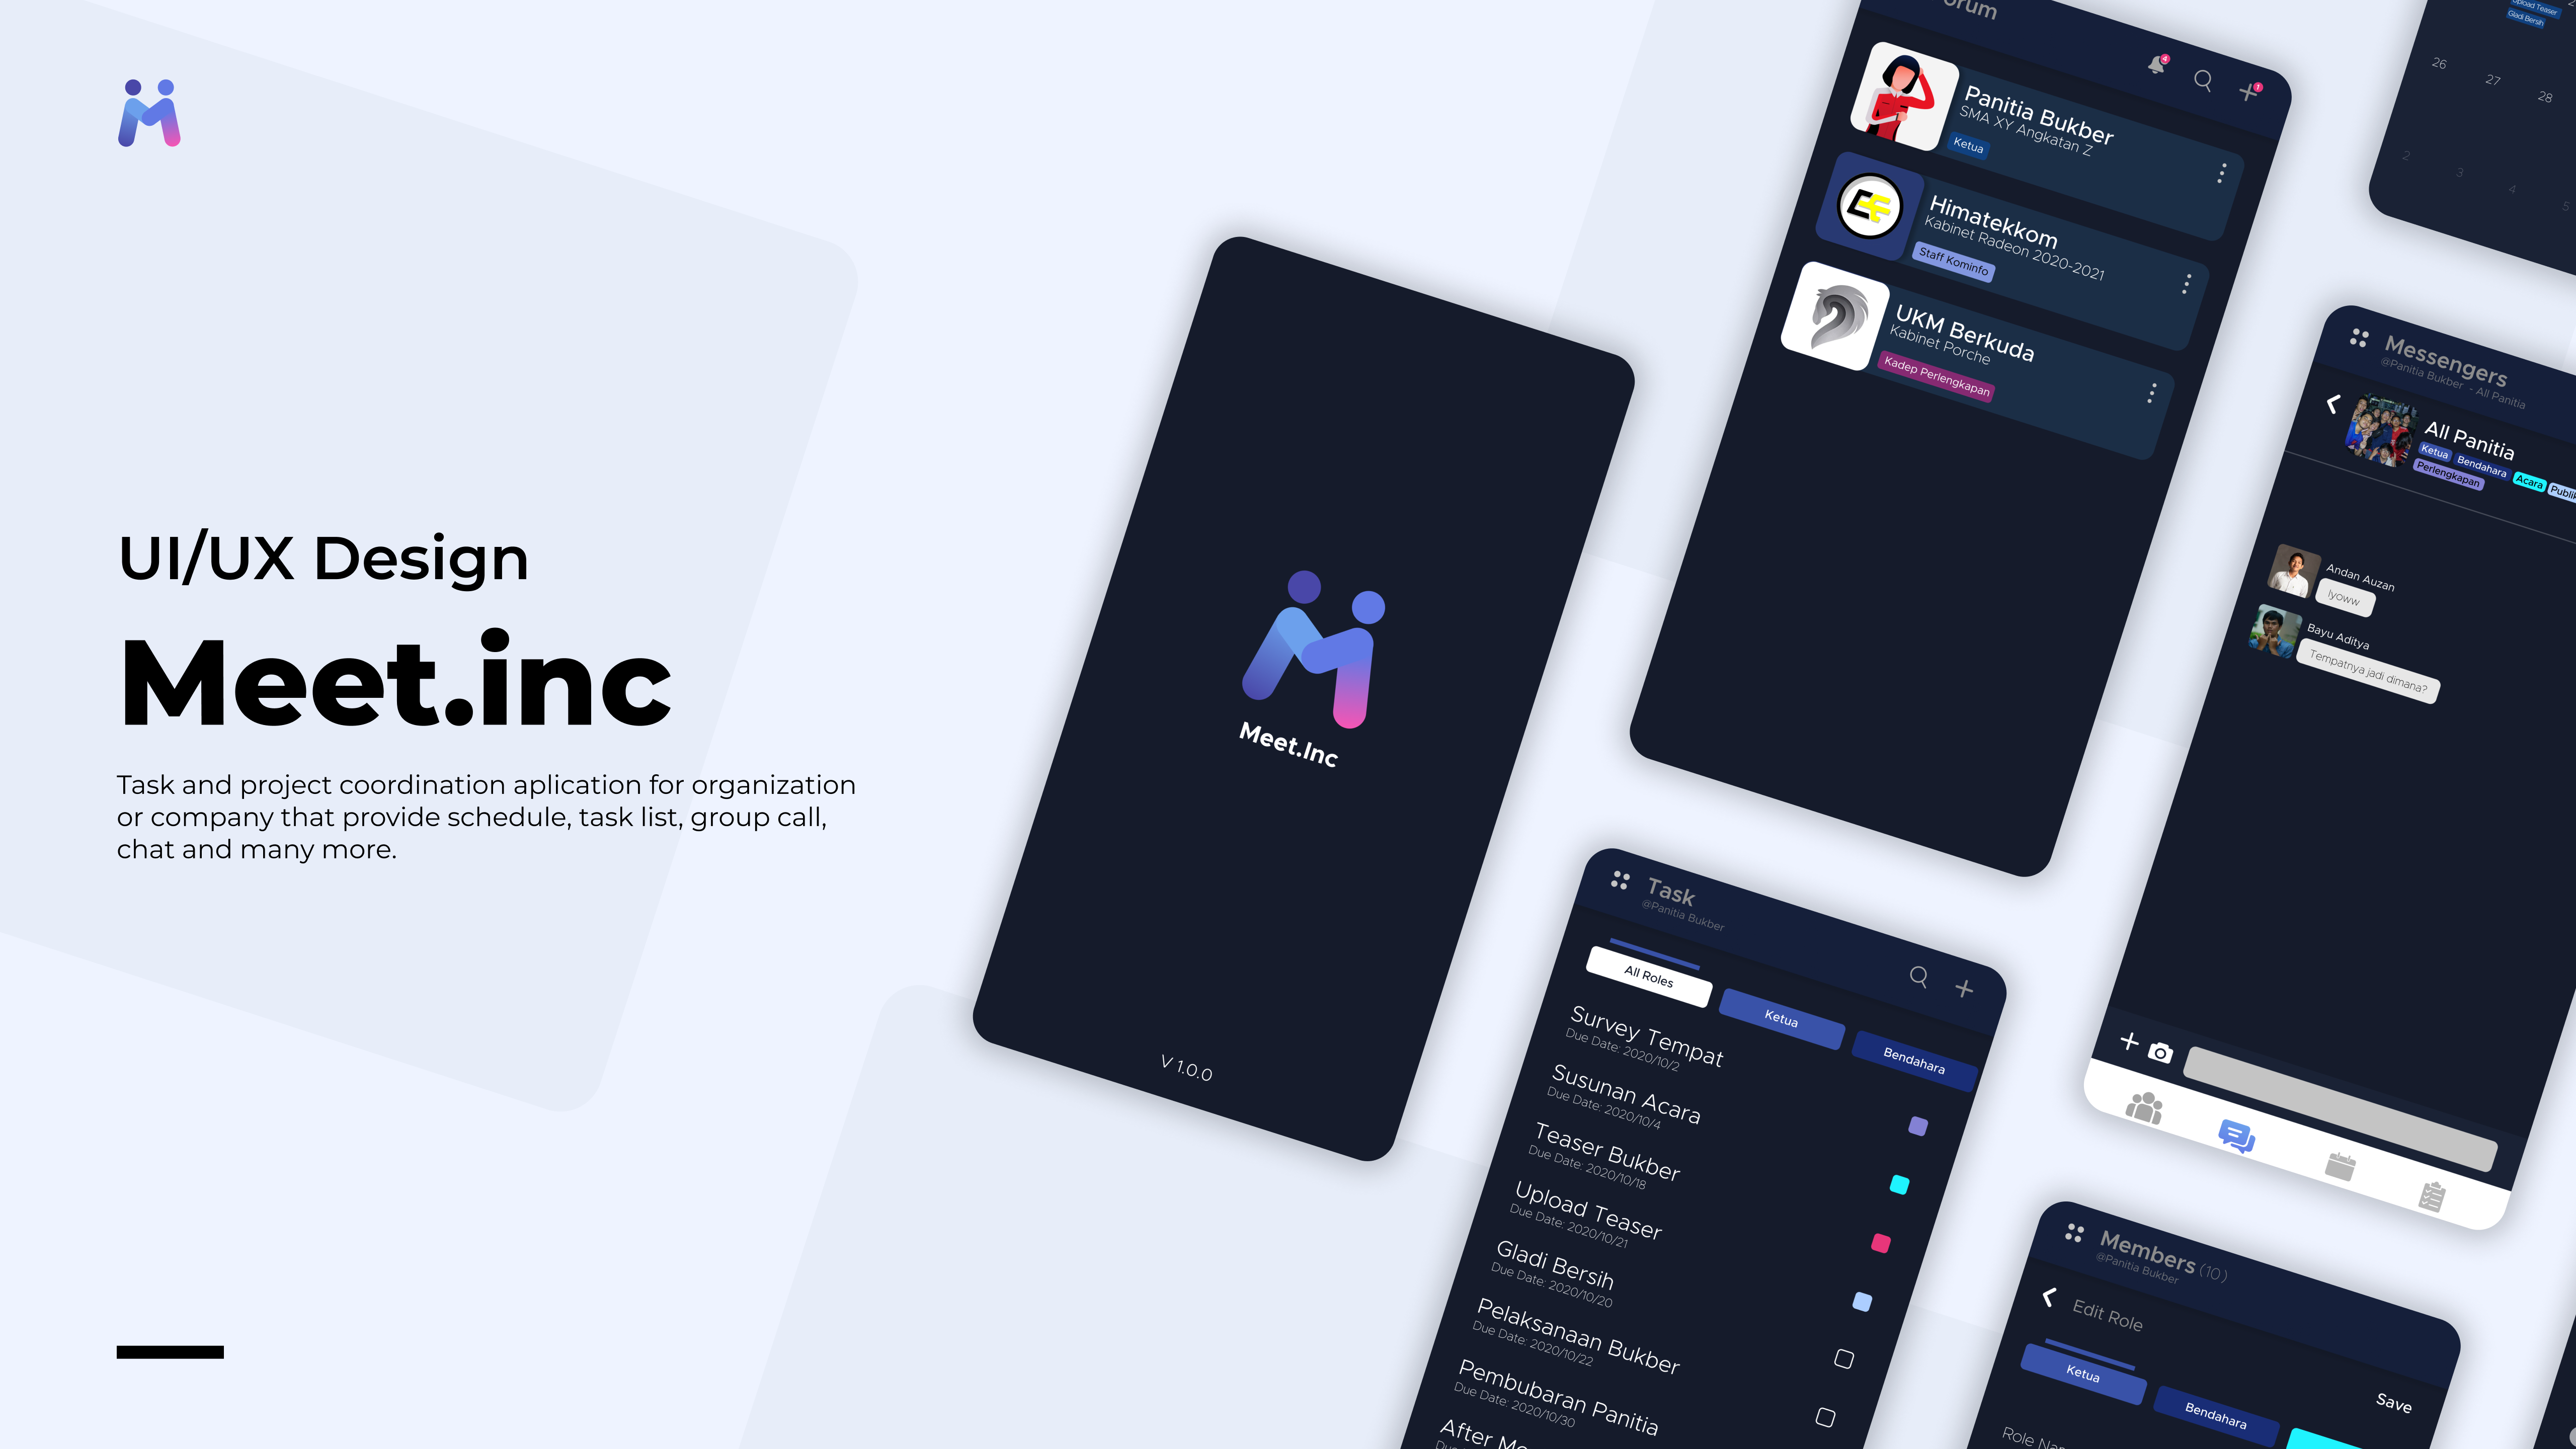 UI/UX Design
Meet.inc
Task and project coordination aplication for organization
or company that provide schedule, task list, group call,
chat and many more.
Meet.Inc
V 1.0.0
4
1
Panitia Bukber
SMA XY Angkatan Z
Ketua
Himatekkom
Kabinet Radeon 2020-2021
Staff Kominfo
UKM Berkuda
Kabinet Porche
Kadep Perlengkapan
Upload Teaser
Gladi Bersih
26
27
28
2
3
4
5
Messengers
@Panitia Bukber - All Panitia
All Panitia
Ketua Bendahara Acara
Perlengkapan
Andan Auzan
Iyoww
Bayu Aditya
Tempatnya jadi dimana?
Task
@Panitia Bukber
All Roles
Ketua
Bendahara
Survey Tempat
Due Date: 2020/10/2
Susunan Acara
Due Date: 2020/10/4
Teaser Bukber
Due Date: 2020/10/18
Upload Teaser
Due Date: 2020/10/21
Gladi Bersih
Due Date: 2020/10/20
Pelaksanaan Bukber
Due Date: 2020/10/22
Pembubaran Panitia
Due Date: 2020/10/30
After
Members (10)
@Panitia Bukber
Edit Role
Ketua
Bendahara
Save
Role